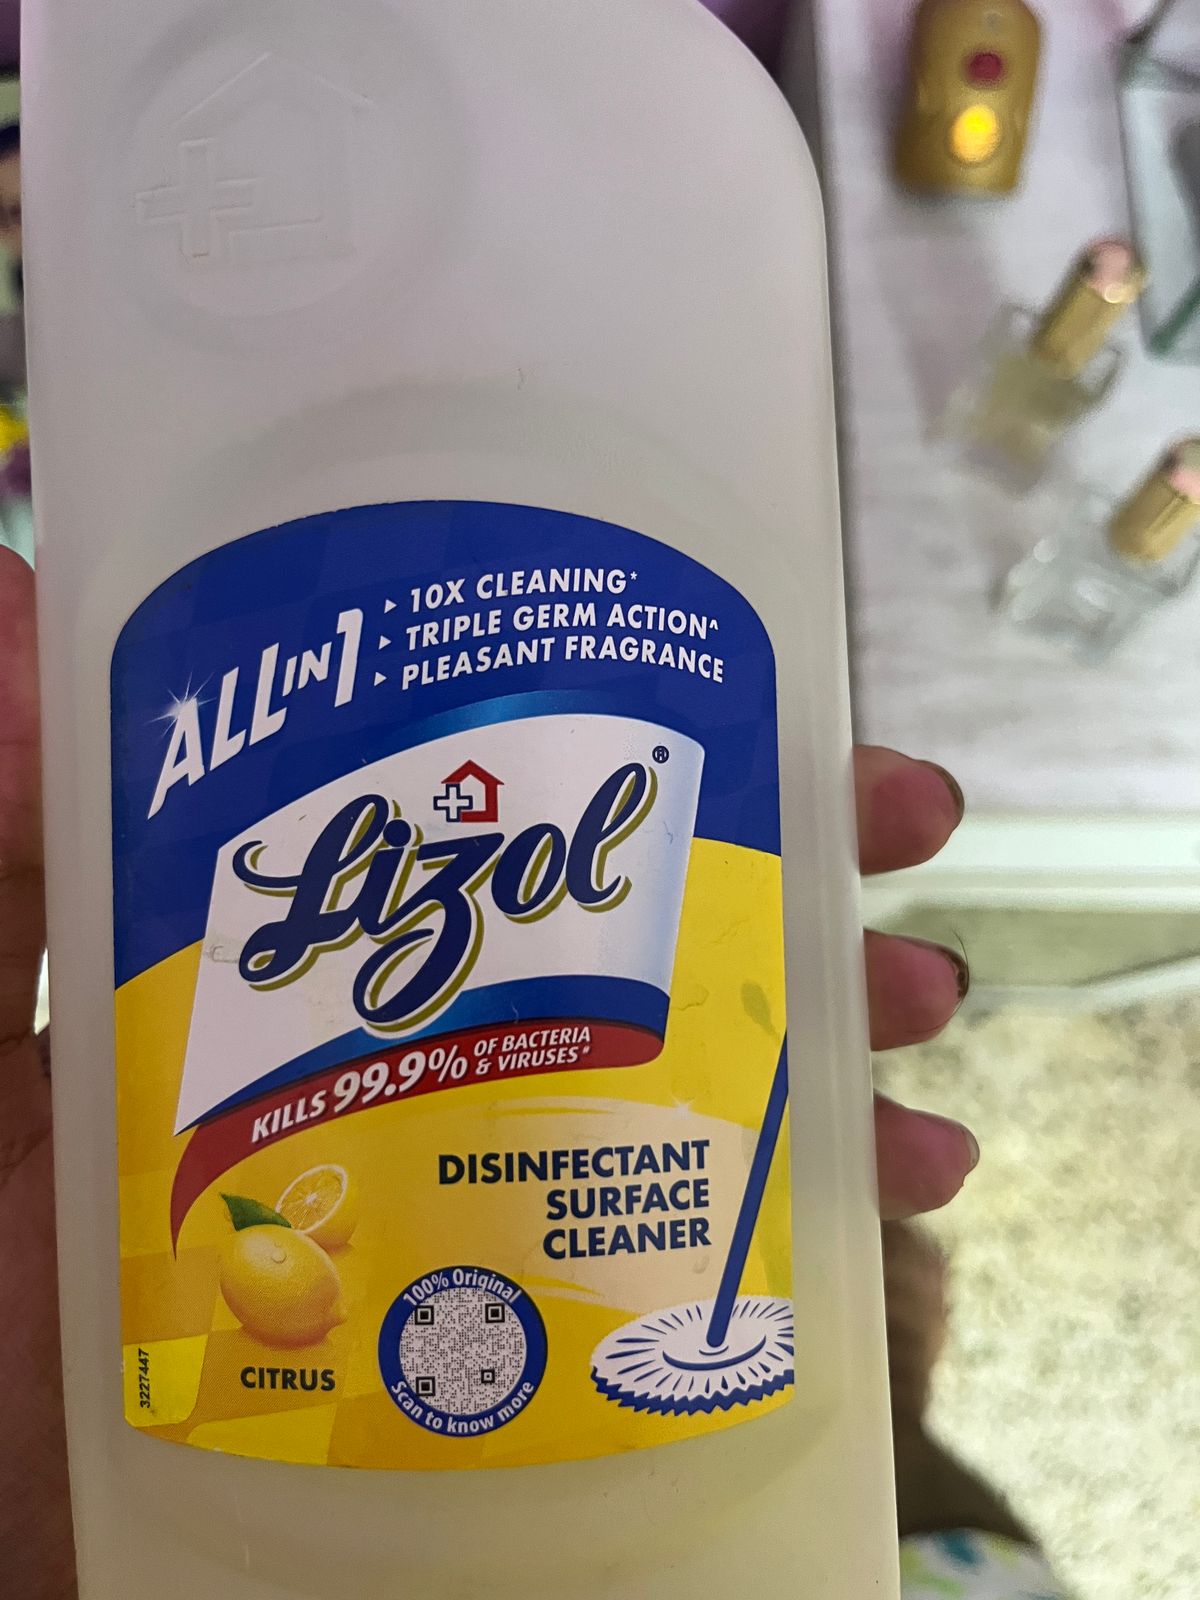 ALL IN 1
▸ 10X CLEANING*
▸ TRIPLE GERM ACTION^
▸ PLEASANT FRAGRANCE
Lizol®
KILLS 99.9% OF BACTERIA
& VIRUSES#
DISINFECTANT
SURFACE
CLEANER
CITRUS
100% Original
Scan to know more
3227447